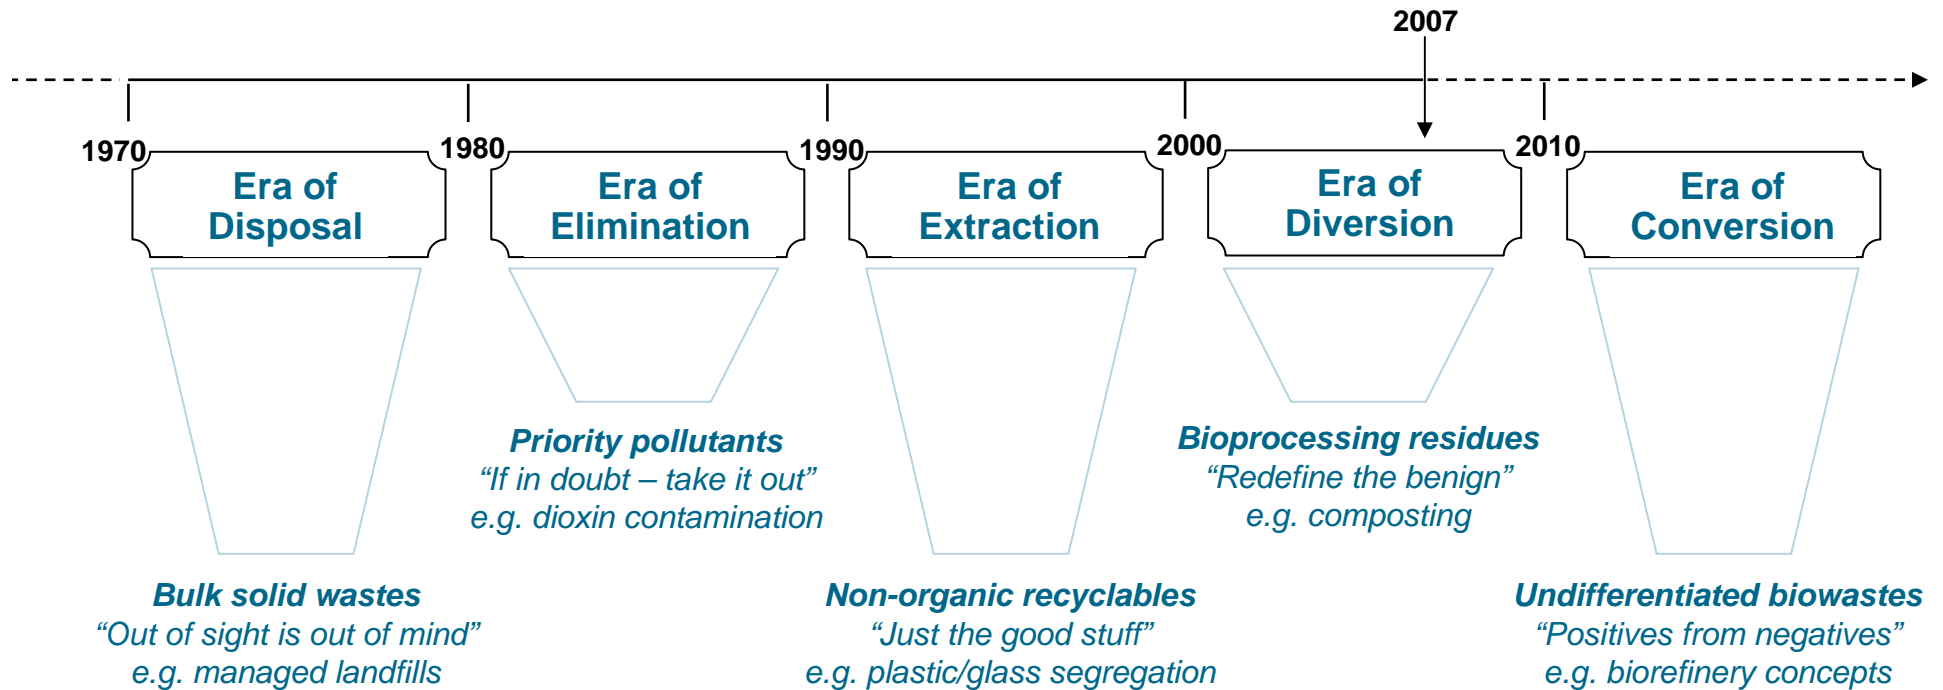 2007
1970
1980
1990
2000
2010
Era of
Disposal
Era of
Elimination
Era of
Extraction
Era of
Diversion
Era of
Conversion
Priority pollutants
“If in doubt – take it out”
e.g. dioxin contamination
Bioprocessing residues
“Redefine the benign”
e.g. composting
Bulk solid wastes
“Out of sight is out of mind”
e.g. managed landfills
Non-organic recyclables
“Just the good stuff”
e.g. plastic/glass segregation
Undifferentiated biowastes
“Positives from negatives”
e.g. biorefinery concepts